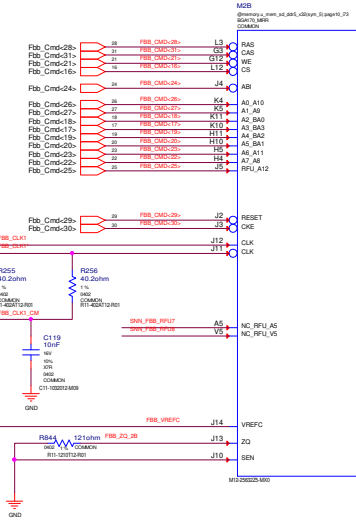 M2B
@memory.u_mem_sd_ddr5_x32(sym_5):page10_i73
BGA170_MIRR
COMMON
Fbb_Cmd<28> 28 FBB_CMD<28> L3 RAS
Fbb_Cmd<31> 31 FBB_CMD<31> G3 CAS
Fbb_Cmd<21> 21 FBB_CMD<21> G12 WE
Fbb_Cmd<16> 16 FBB_CMD<16> L12 CS
Fbb_Cmd<24> 24 FBB_CMD<24> J4 ABI
Fbb_Cmd<26> 26 FBB_CMD<26> K4 A0_A10
Fbb_Cmd<27> 27 FBB_CMD<27> K5 A1_A9
Fbb_Cmd<18> 18 FBB_CMD<18> K11 A2_BA0
Fbb_Cmd<17> 17 FBB_CMD<17> K10 A3_BA3
Fbb_Cmd<19> 19 FBB_CMD<19> H11 A4_BA2
Fbb_Cmd<20> 20 FBB_CMD<20> H10 A5_BA1
Fbb_Cmd<23> 23 FBB_CMD<23> H5 A6_A11
Fbb_Cmd<22> 22 FBB_CMD<22> H4 A7_A8
Fbb_Cmd<25> 25 FBB_CMD<25> J5 RFU_A12
Fbb_Cmd<29> 29 FBB_CMD<29> J2 RESET
Fbb_Cmd<30> 30 FBB_CMD<30> J3 CKE
FBB_CLK1 J12 CLK
FBB_CLK1 J11 CLK
R255
40.2ohm
1 %
0402
COMMON
R11-402AT12-R01
R256
40.2ohm
1 %
0402
COMMON
R11-402AT12-R01
FBB_CLK1_CM
SNN_FBB_RFU7 A5 NC_RFU_A5
SNN_FBB_RFU8 V5 NC_RFU_V5
C119
10nF
16V
10%
X7R
0402
COMMON
C11-1032012-M09
GND
FBB_VREFC J14 VREFC
R844 121ohm FBB_ZQ_2B J13 ZQ
0402 1 % COMMON
R11-1210T12-R01
J10 SEN
GND
M12-25632Z5-MX0